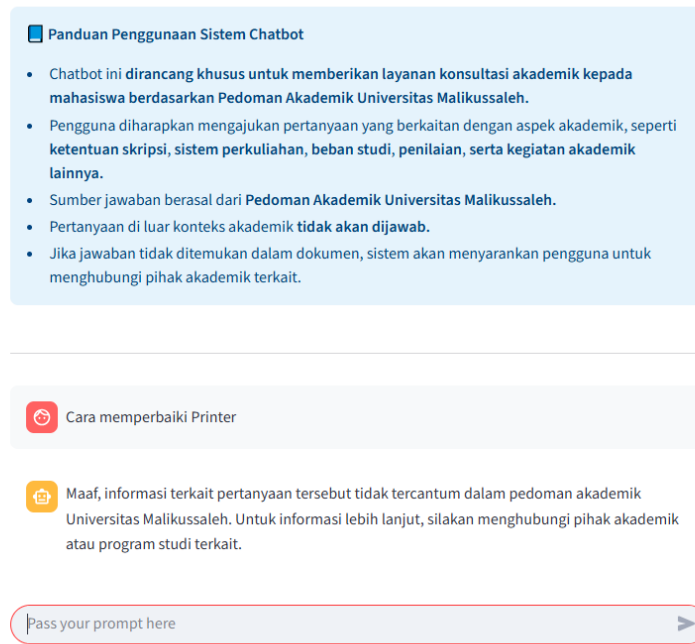 Panduan Penggunaan Sistem Chatbot
• Chatbot ini dirancang khusus untuk memberikan layanan konsultasi akademik kepada
mahasiswa berdasarkan Pedoman Akademik Universitas Malikussaleh.
• Pengguna diharapkan mengajukan pertanyaan yang berkaitan dengan aspek akademik, seperti
ketentuan skripsi, sistem perkuliahan, beban studi, penilaian, serta kegiatan akademik
lainnya.
• Sumber jawaban berasal dari Pedoman Akademik Universitas Malikussaleh.
• Pertanyaan di luar konteks akademik tidak akan dijawab.
• Jika jawaban tidak ditemukan dalam dokumen, sistem akan menyarankan pengguna untuk
menghubungi pihak akademik terkait.
Cara memperbaiki Printer
Maaf, informasi terkait pertanyaan tersebut tidak tercantum dalam pedoman akademik
Universitas Malikussaleh. Untuk informasi lebih lanjut, silakan menghubungi pihak akademik
atau program studi terkait.
Pass your prompt here